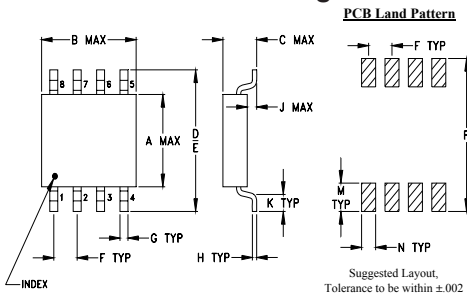 PCB Land Pattern
B MAX
C MAX
F TYP
8 7 6 5
J MAX
A MAX
D
E
K TYP
M
TYP
1 2 3 4
G TYP
F TYP
H TYP
N TYP
INDEX
Suggested Layout,
Tolerance to be within ±.002